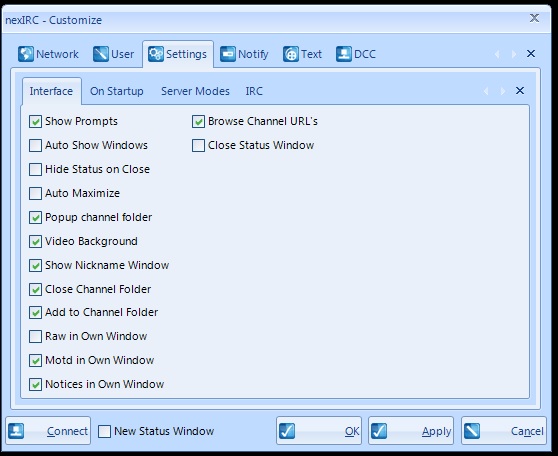 nexIRC - Customize
Network User Settings Notify Text DCC
Interface On Startup Server Modes IRC
Show Prompts Browse Channel URL's
Auto Show Windows Close Status Window
Hide Status on Close
Auto Maximize
Popup channel folder
Video Background
Show Nickname Window
Close Channel Folder
Add to Channel Folder
Raw in Own Window
Motd in Own Window
Notices in Own Window
Connect New Status Window OK Apply Cancel